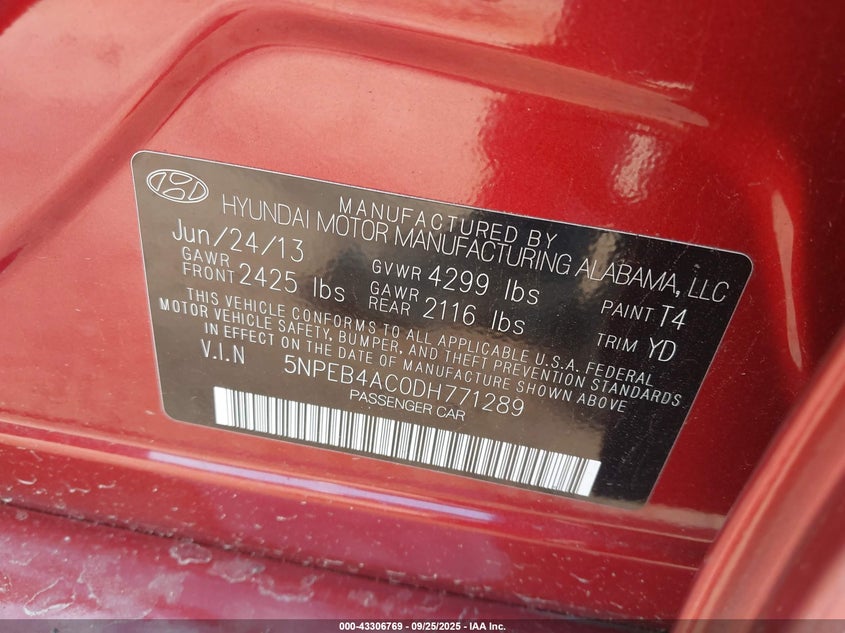 MANUFACTURED BY
HYUNDAI MOTOR MANUFACTURING ALABAMA, LLC
Jun/24/13 GVWR 4299 lbs PAINT T4
GAWR FRONT 2425 lbs GAWR REAR 2116 lbs TRIM YD
THIS VEHICLE CONFORMS TO ALL APPLICABLE U.S.A. FEDERAL
MOTOR VEHICLE SAFETY, BUMPER, AND THEFT PREVENTION STANDARDS
IN EFFECT ON THE DATE OF MANUFACTURE SHOWN ABOVE
V.I.N 5NPEB4AC0DH771289
PASSENGER CAR
000-43306769 - 09/25/2025 - IAA Inc.